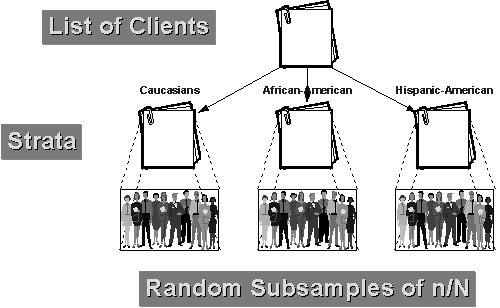 List of Clients
Caucasians African-American Hispanic-American
Strata
Random Subsamples of n/N